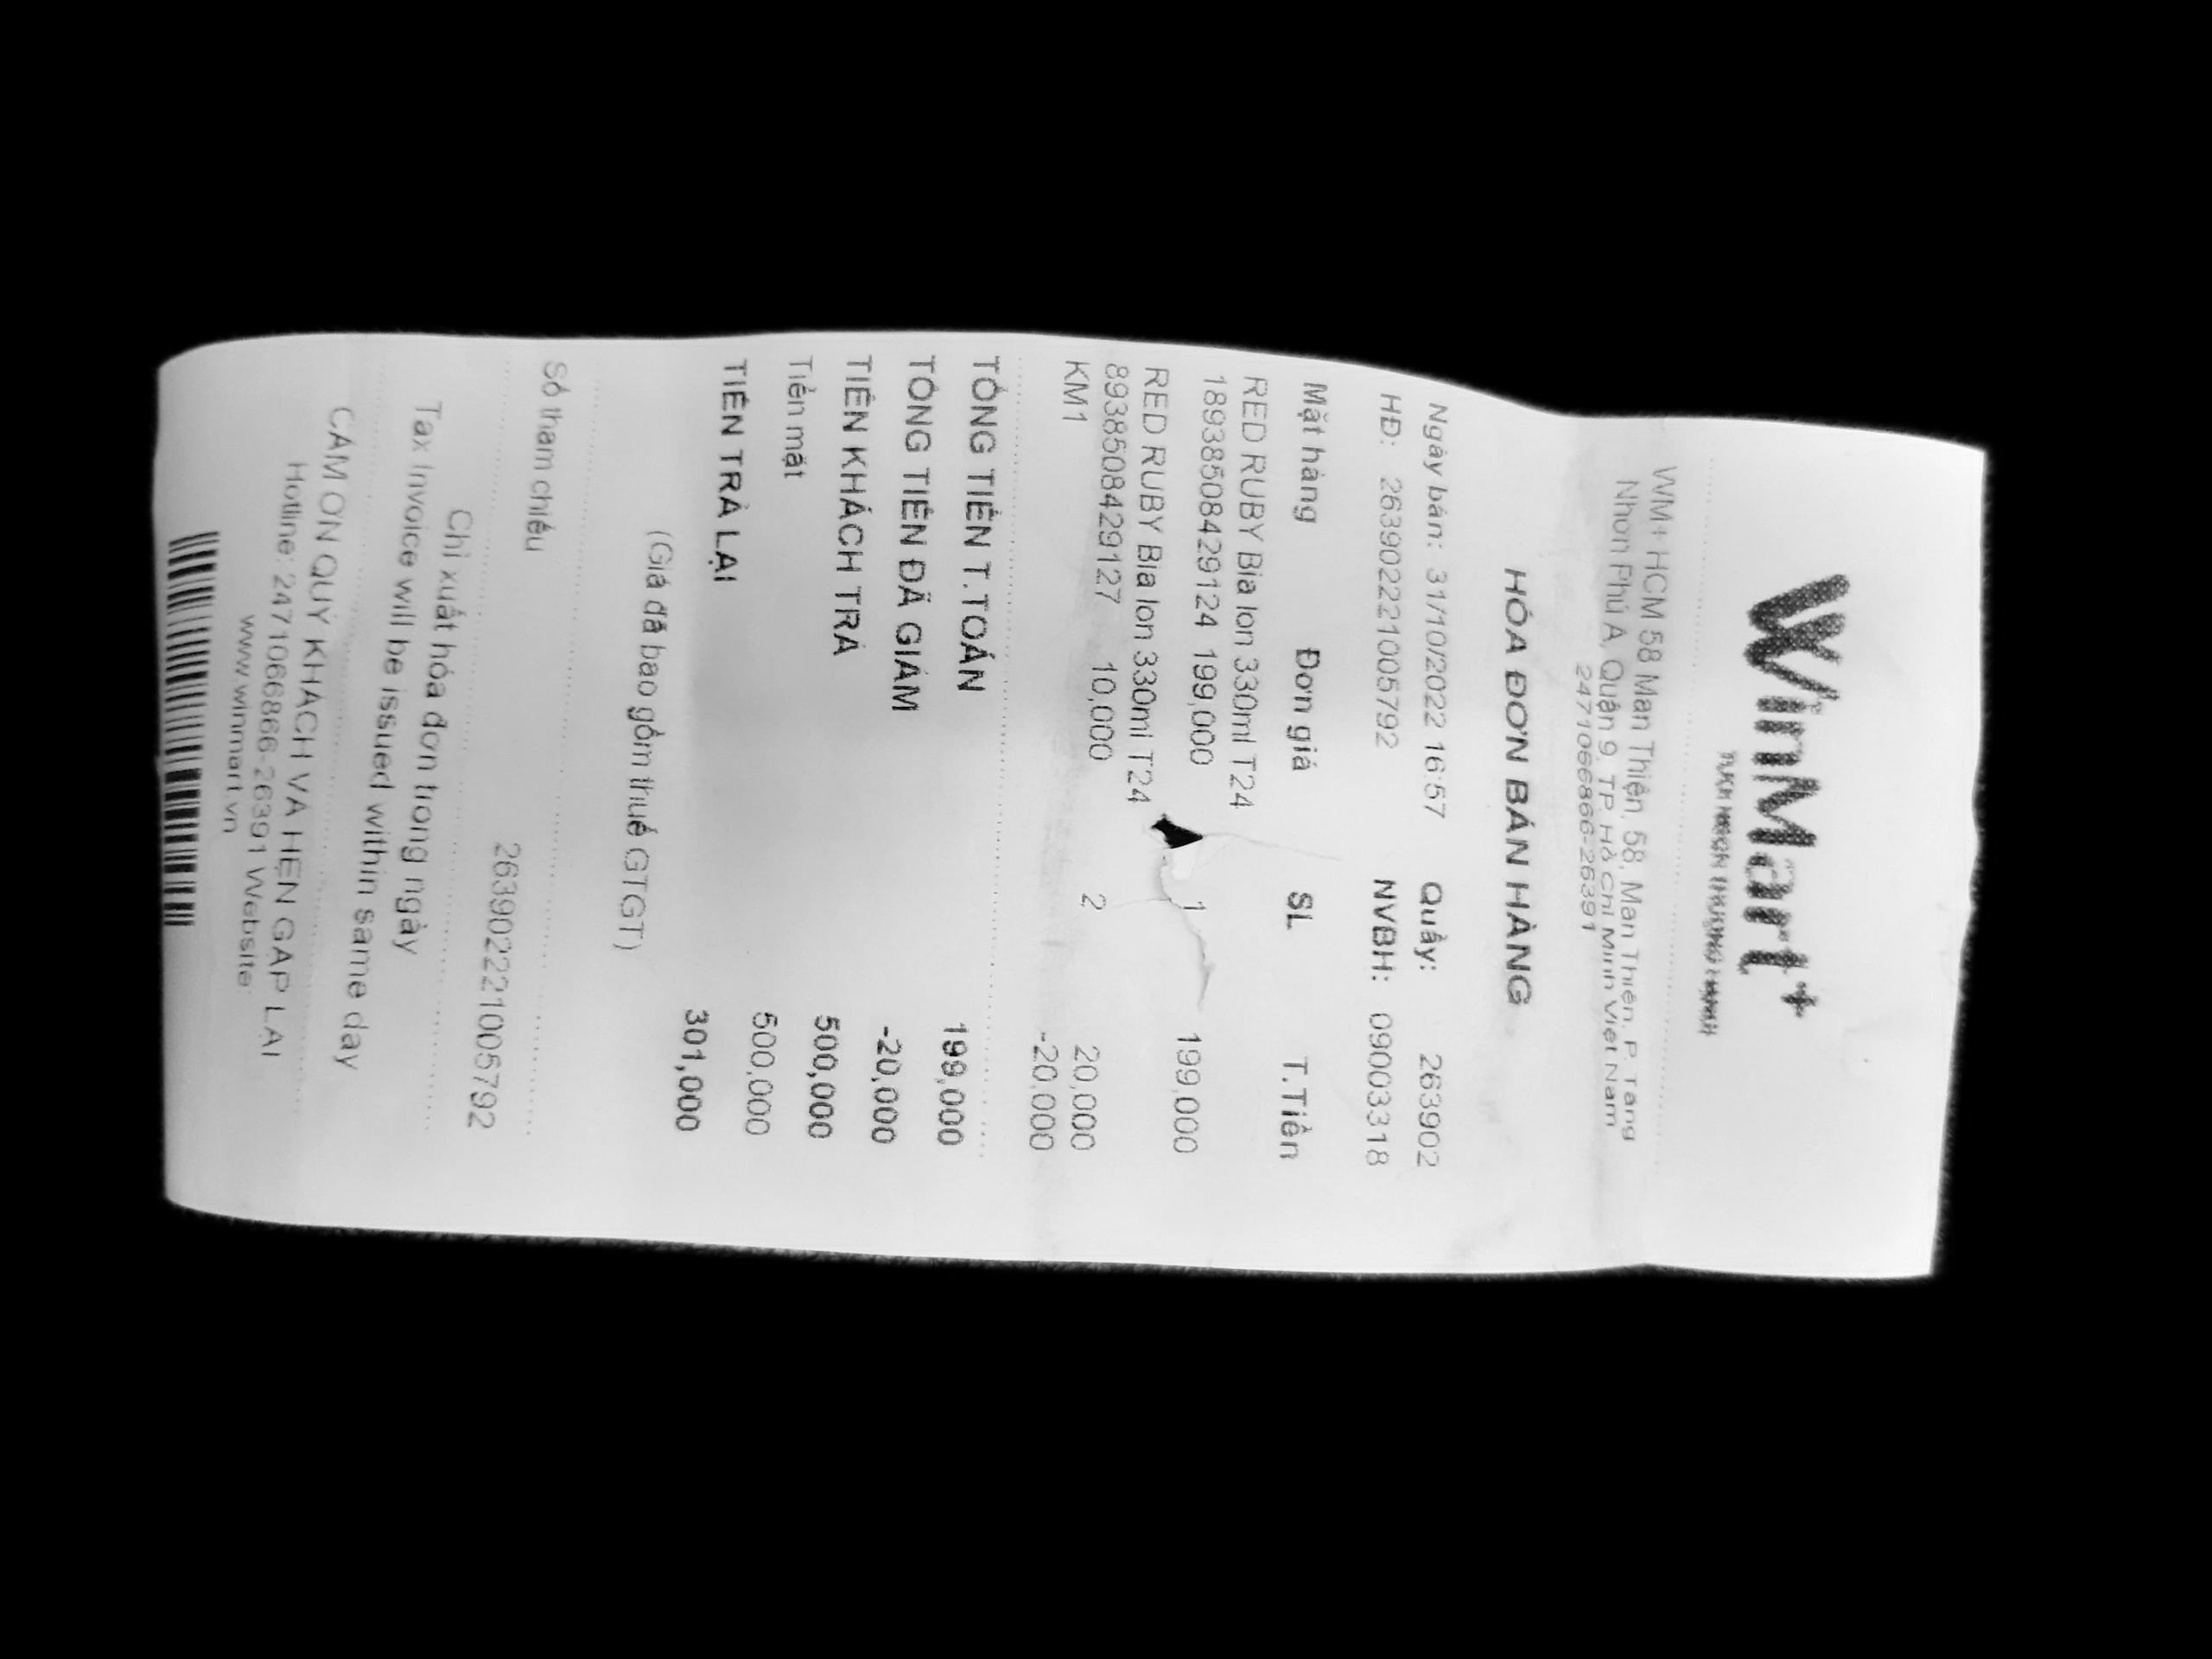 WinMart+
WM+ HCM 58 Man Thiện, 58, Man Thiện, P. Tăng
Nhơn Phú A, Quận 9, TP. Hồ Chí Minh Việt Nam
2471066866-26391
HÓA ĐƠN BÁN HÀNG
Ngày bán: 31/10/2022 16:57 Quầy: 263902
HĐ: 263902221005792 NVBH: 09003318
Mặt hàng Đơn giá SL T.Tiền
RED RUBY Bia lon 330ml T24
18938508429124 199,000 1 199,000
RED RUBY Bia lon 330ml T24
8938508429127 10,000 2 20,000
KM1 -20,000
TỔNG TIỀN T.TOÁN 199,000
TỔNG TIỀN ĐÃ GIẢM -20,000
TIỀN KHÁCH TRẢ 500,000
Tiền mặt 500,000
TIỀN TRẢ LẠI 301,000
(Giá đã bao gồm thuế GTGT)
Số tham chiếu 263902221005792
Chỉ xuất hóa đơn trong ngày
Tax Invoice will be issued within same day
CẢM ƠN QUÝ KHÁCH VÀ HẸN GẶP LẠI
Hotline: 2471066866-26391 Website:
www.winmart.vn